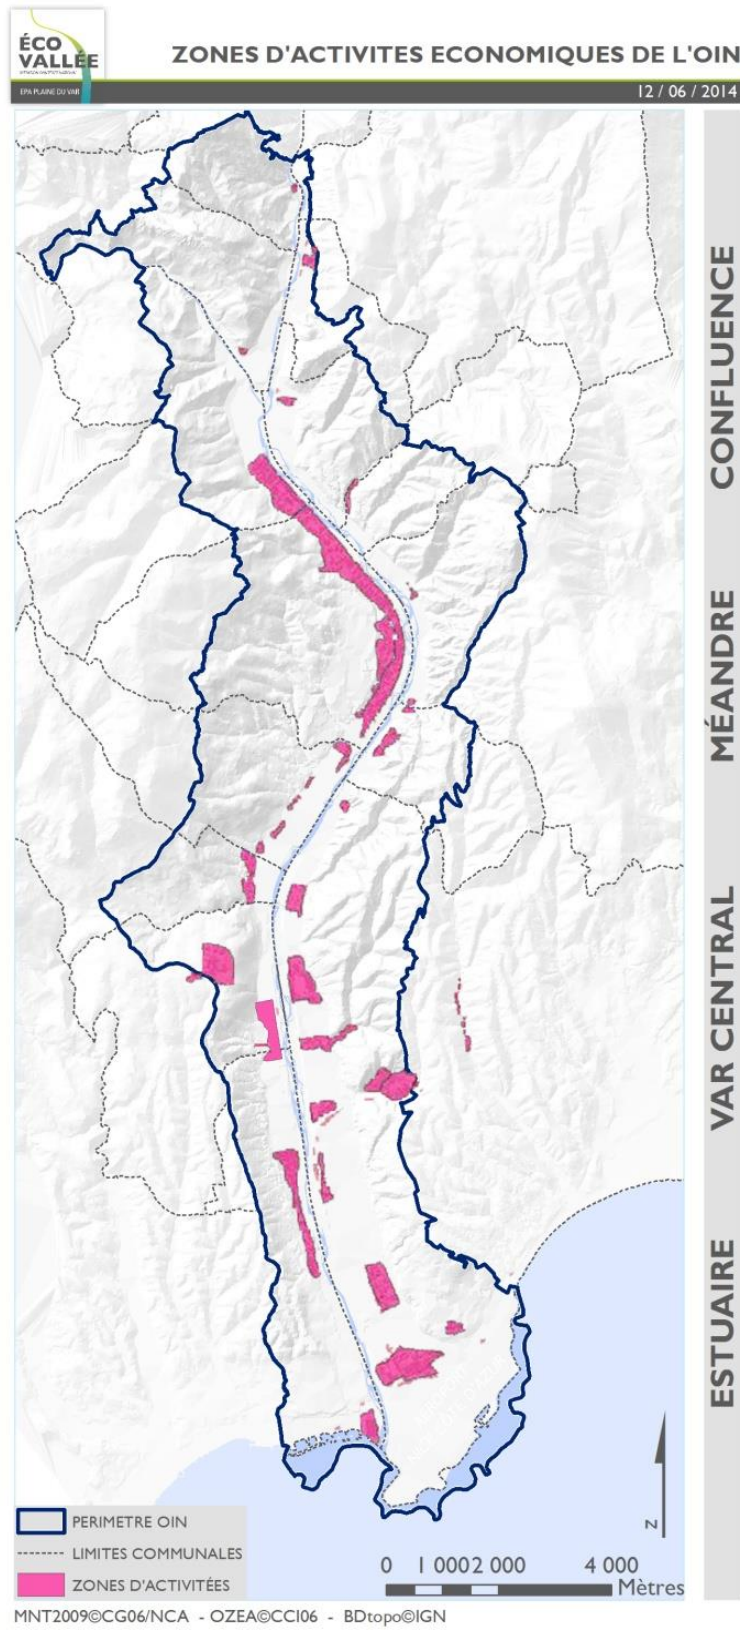 ÉCO
VALLÉE
EPA PLAINE DU VAR
ZONES D'ACTIVITES ECONOMIQUES DE L'OIN
12 / 06 / 2014
CONFLUENCE
MÉANDRE
VAR CENTRAL
ESTUAIRE
PERIMETRE OIN
LIMITES COMMUNALES
ZONES D'ACTIVITÉES
N
0 1 000 2 000 4 000
Mètres
MNT2009©CG06/NCA - OZEA©CCI06 - BDtopo©IGN